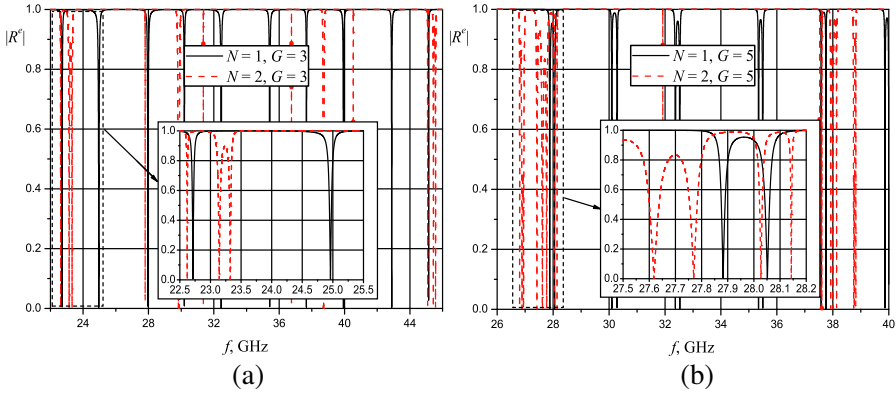 |R^e|
1.0
0.8
0.6
0.4
0.2
0.0
N = 1, G = 3
N = 2, G = 3
1.0
0.8
0.6
0.4
0.2
0.0
22.5 23.0 23.5 24.0 24.5 25.0 25.5
24 28 32 36 40 44
f, GHz
(a)
|R^e|
1.0
0.8
0.6
0.4
0.2
0.0
N = 1, G = 5
N = 2, G = 5
1.0
0.8
0.6
0.4
0.2
0.0
27.5 27.6 27.7 27.8 27.9 28.0 28.1 28.2
26 28 30 32 34 36 38 40
f, GHz
(b)